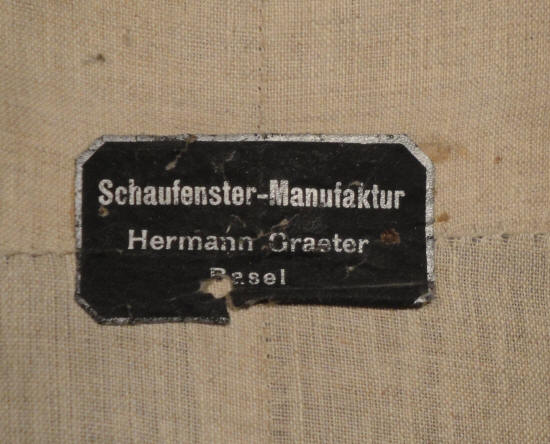 Schaufenster-Manufaktur
Hermann Graeter
Basel